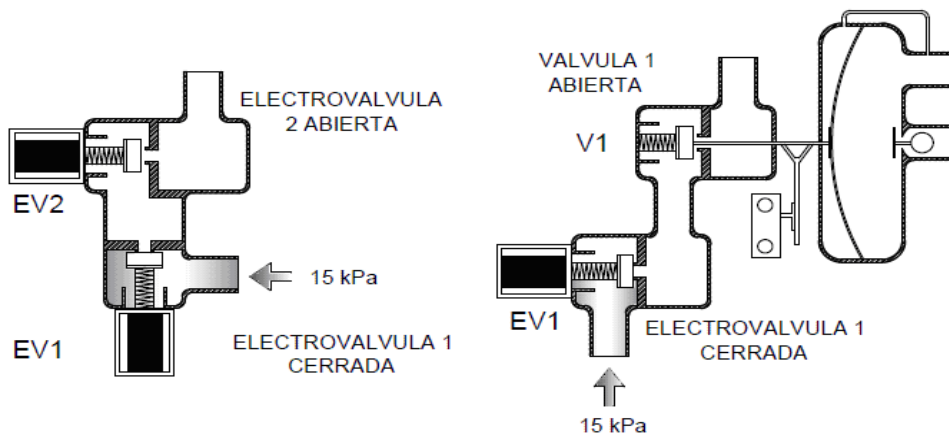 ELECTROVALVULA
2 ABIERTA
EV2
15 kPa
EV1
ELECTROVALVULA 1
CERRADA
VALVULA 1
ABIERTA
V1
EV1
ELECTROVALVULA 1
CERRADA
15 kPa